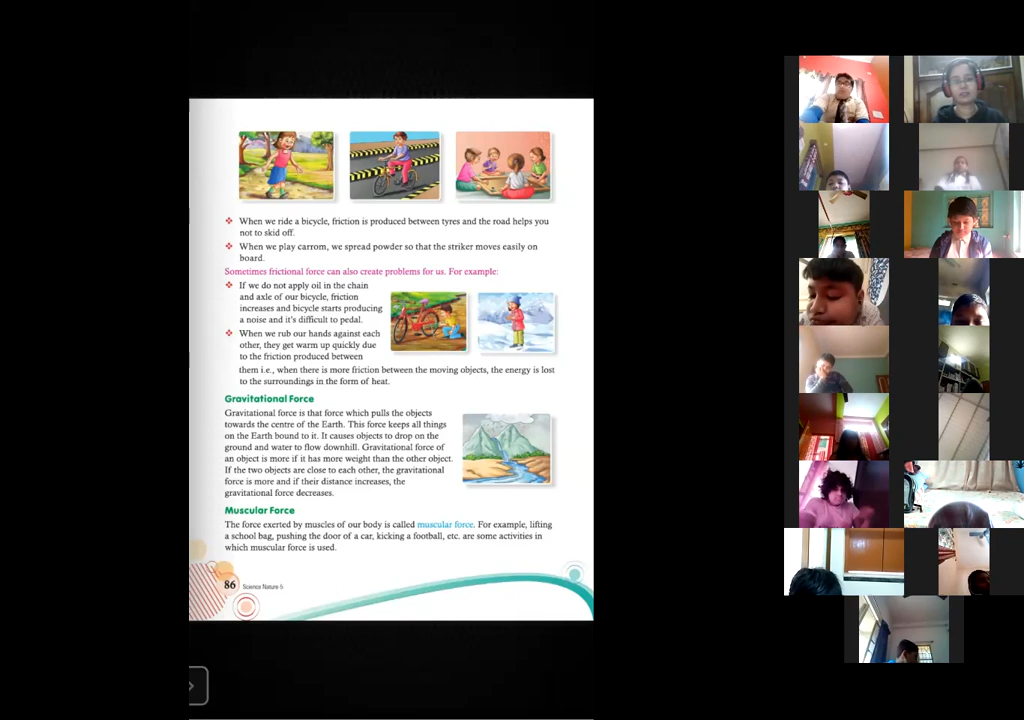 ❖ When we ride a bicycle, friction is produced between tyres and the road helps you
not to skid off.
❖ When we play carrom, we spread powder so that the striker moves easily on
board.
Sometimes frictional force can also create problems for us. For example:
❖ If we do not apply oil in the chain
and axle of our bicycle, friction
increases and bicycle starts producing
a noise and it's difficult to pedal.
❖ When we rub our hands against each
other, they get warm up quickly due
to the friction produced between
them i.e., when there is more friction between the moving objects, the energy is lost
to the surroundings in the form of heat.
Gravitational Force
Gravitational force is that force which pulls the objects
towards the centre of the Earth. This force keeps all things
on the Earth bound to it. It causes objects to drop on the
ground and water to flow downhill. Gravitational force of
an object is more if it has more weight than the other object.
If the two objects are close to each other, the gravitational
force is more and if their distance increases, the
gravitational force decreases.
Muscular Force
The force exerted by muscles of our body is called muscular force. For example, lifting
a school bag, pushing the door of a car, kicking a football, etc. are some activities in
which muscular force is used.
86 Science Nature-5